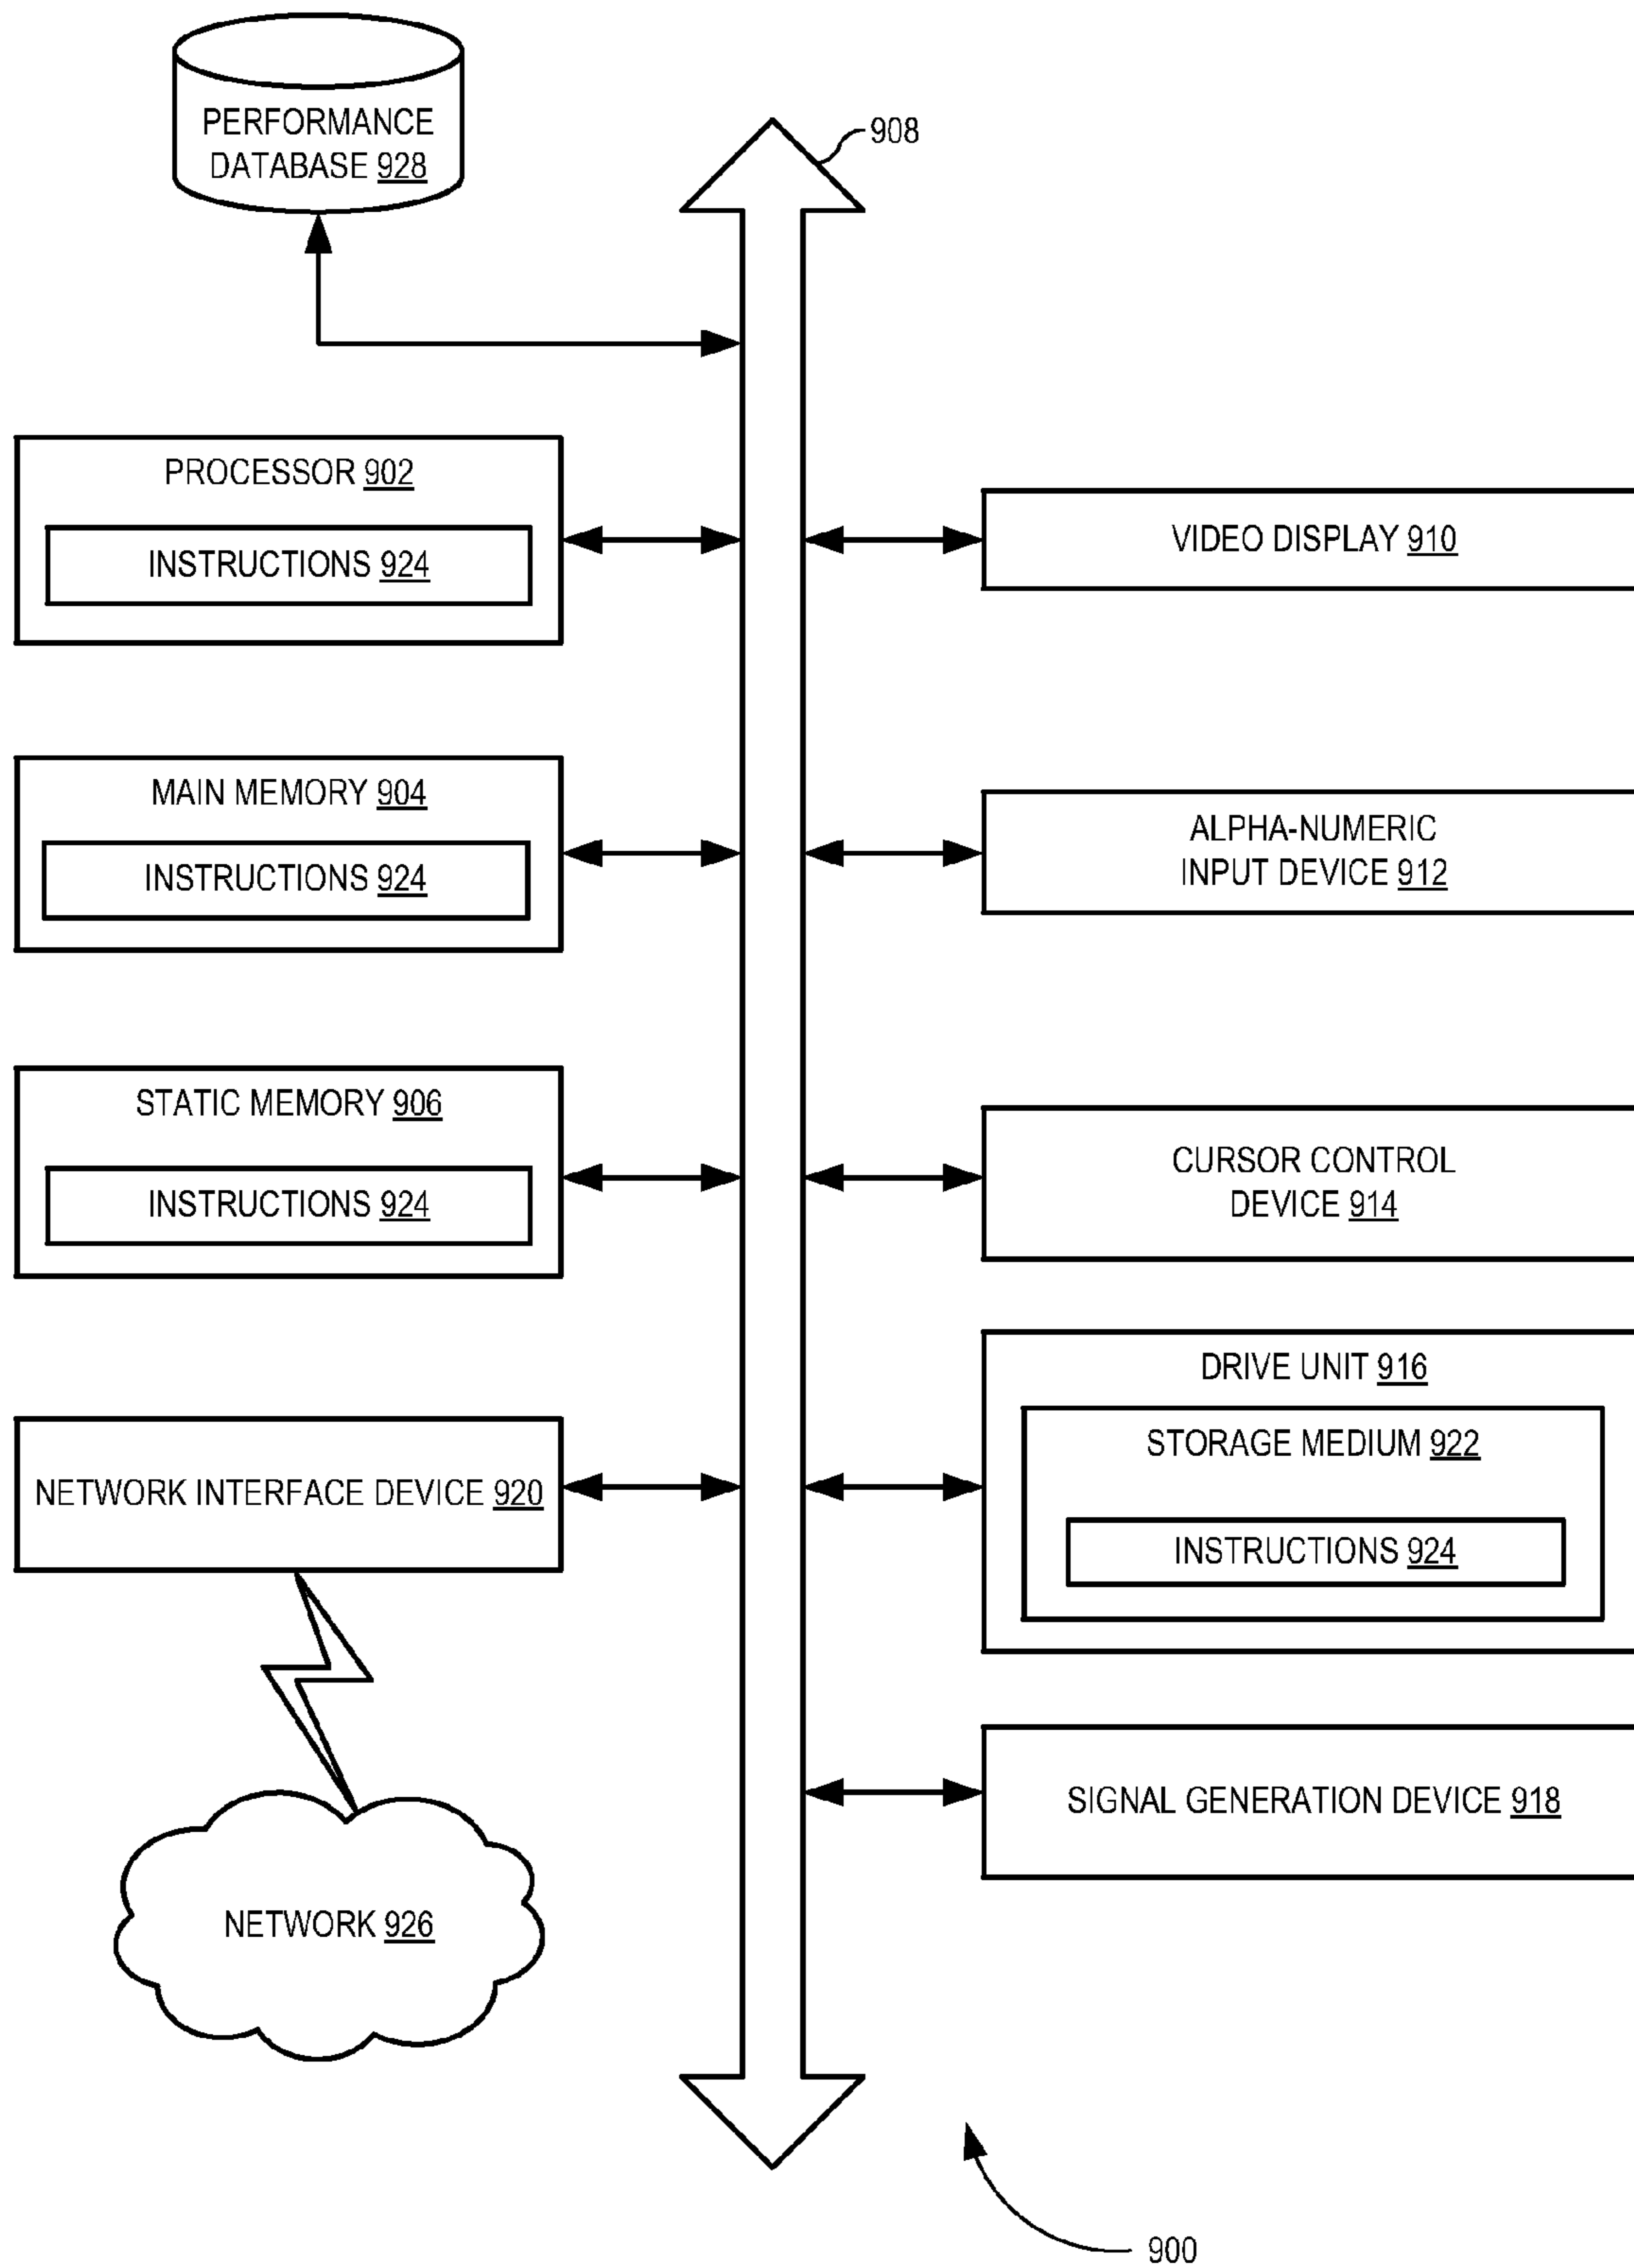 PERFORMANCE
DATABASE 928
908
PROCESSOR 902
INSTRUCTIONS 924
VIDEO DISPLAY 910
MAIN MEMORY 904
INSTRUCTIONS 924
ALPHA-NUMERIC
INPUT DEVICE 912
STATIC MEMORY 906
INSTRUCTIONS 924
CURSOR CONTROL
DEVICE 914
NETWORK INTERFACE DEVICE 920
DRIVE UNIT 916
STORAGE MEDIUM 922
INSTRUCTIONS 924
SIGNAL GENERATION DEVICE 918
NETWORK 926
900